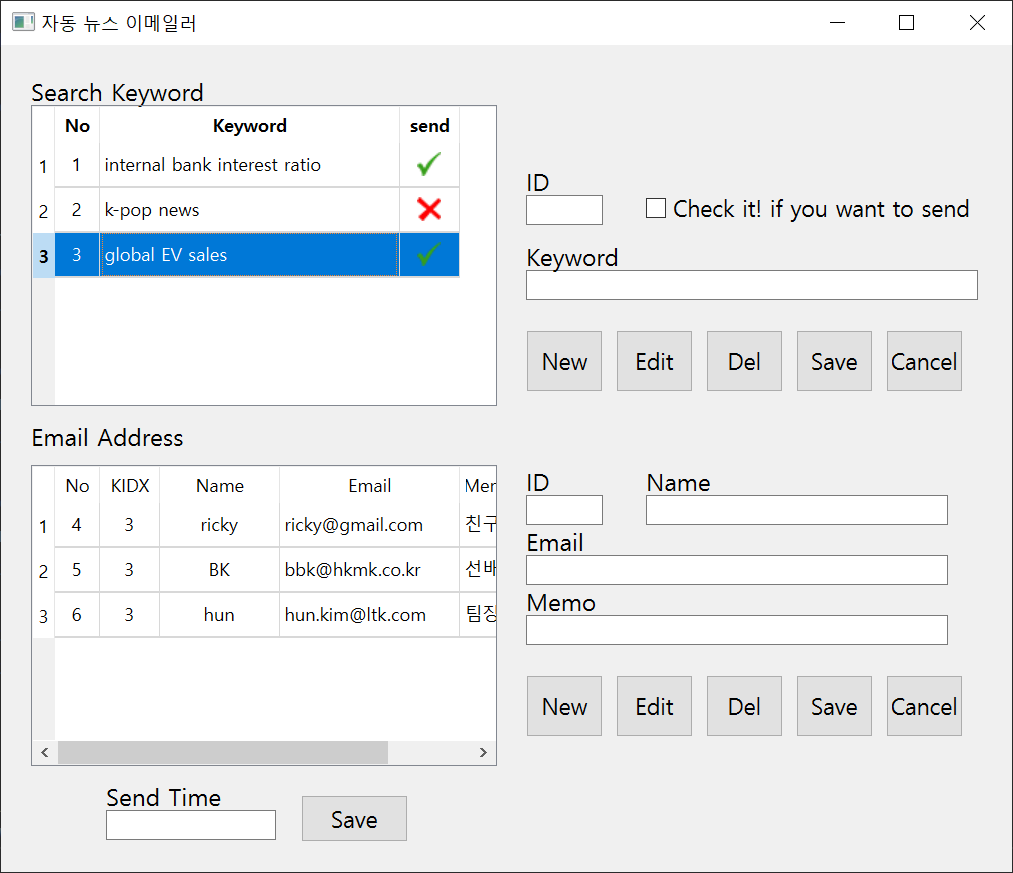 자동 뉴스 이메일러
Search Keyword
No Keyword send
1 1 internal bank interest ratio
2 2 k-pop news
3 3 global EV sales
ID
Check it! if you want to send
Keyword
New Edit Del Save Cancel
Email Address
No KIDX Name Email Mer
1 4 3 ricky ricky@gmail.com 친구
2 5 3 BK bbk@hkmk.co.kr 선배
3 6 3 hun hun.kim@ltk.com 팀장
ID Name
Email
Memo
New Edit Del Save Cancel
Send Time
Save